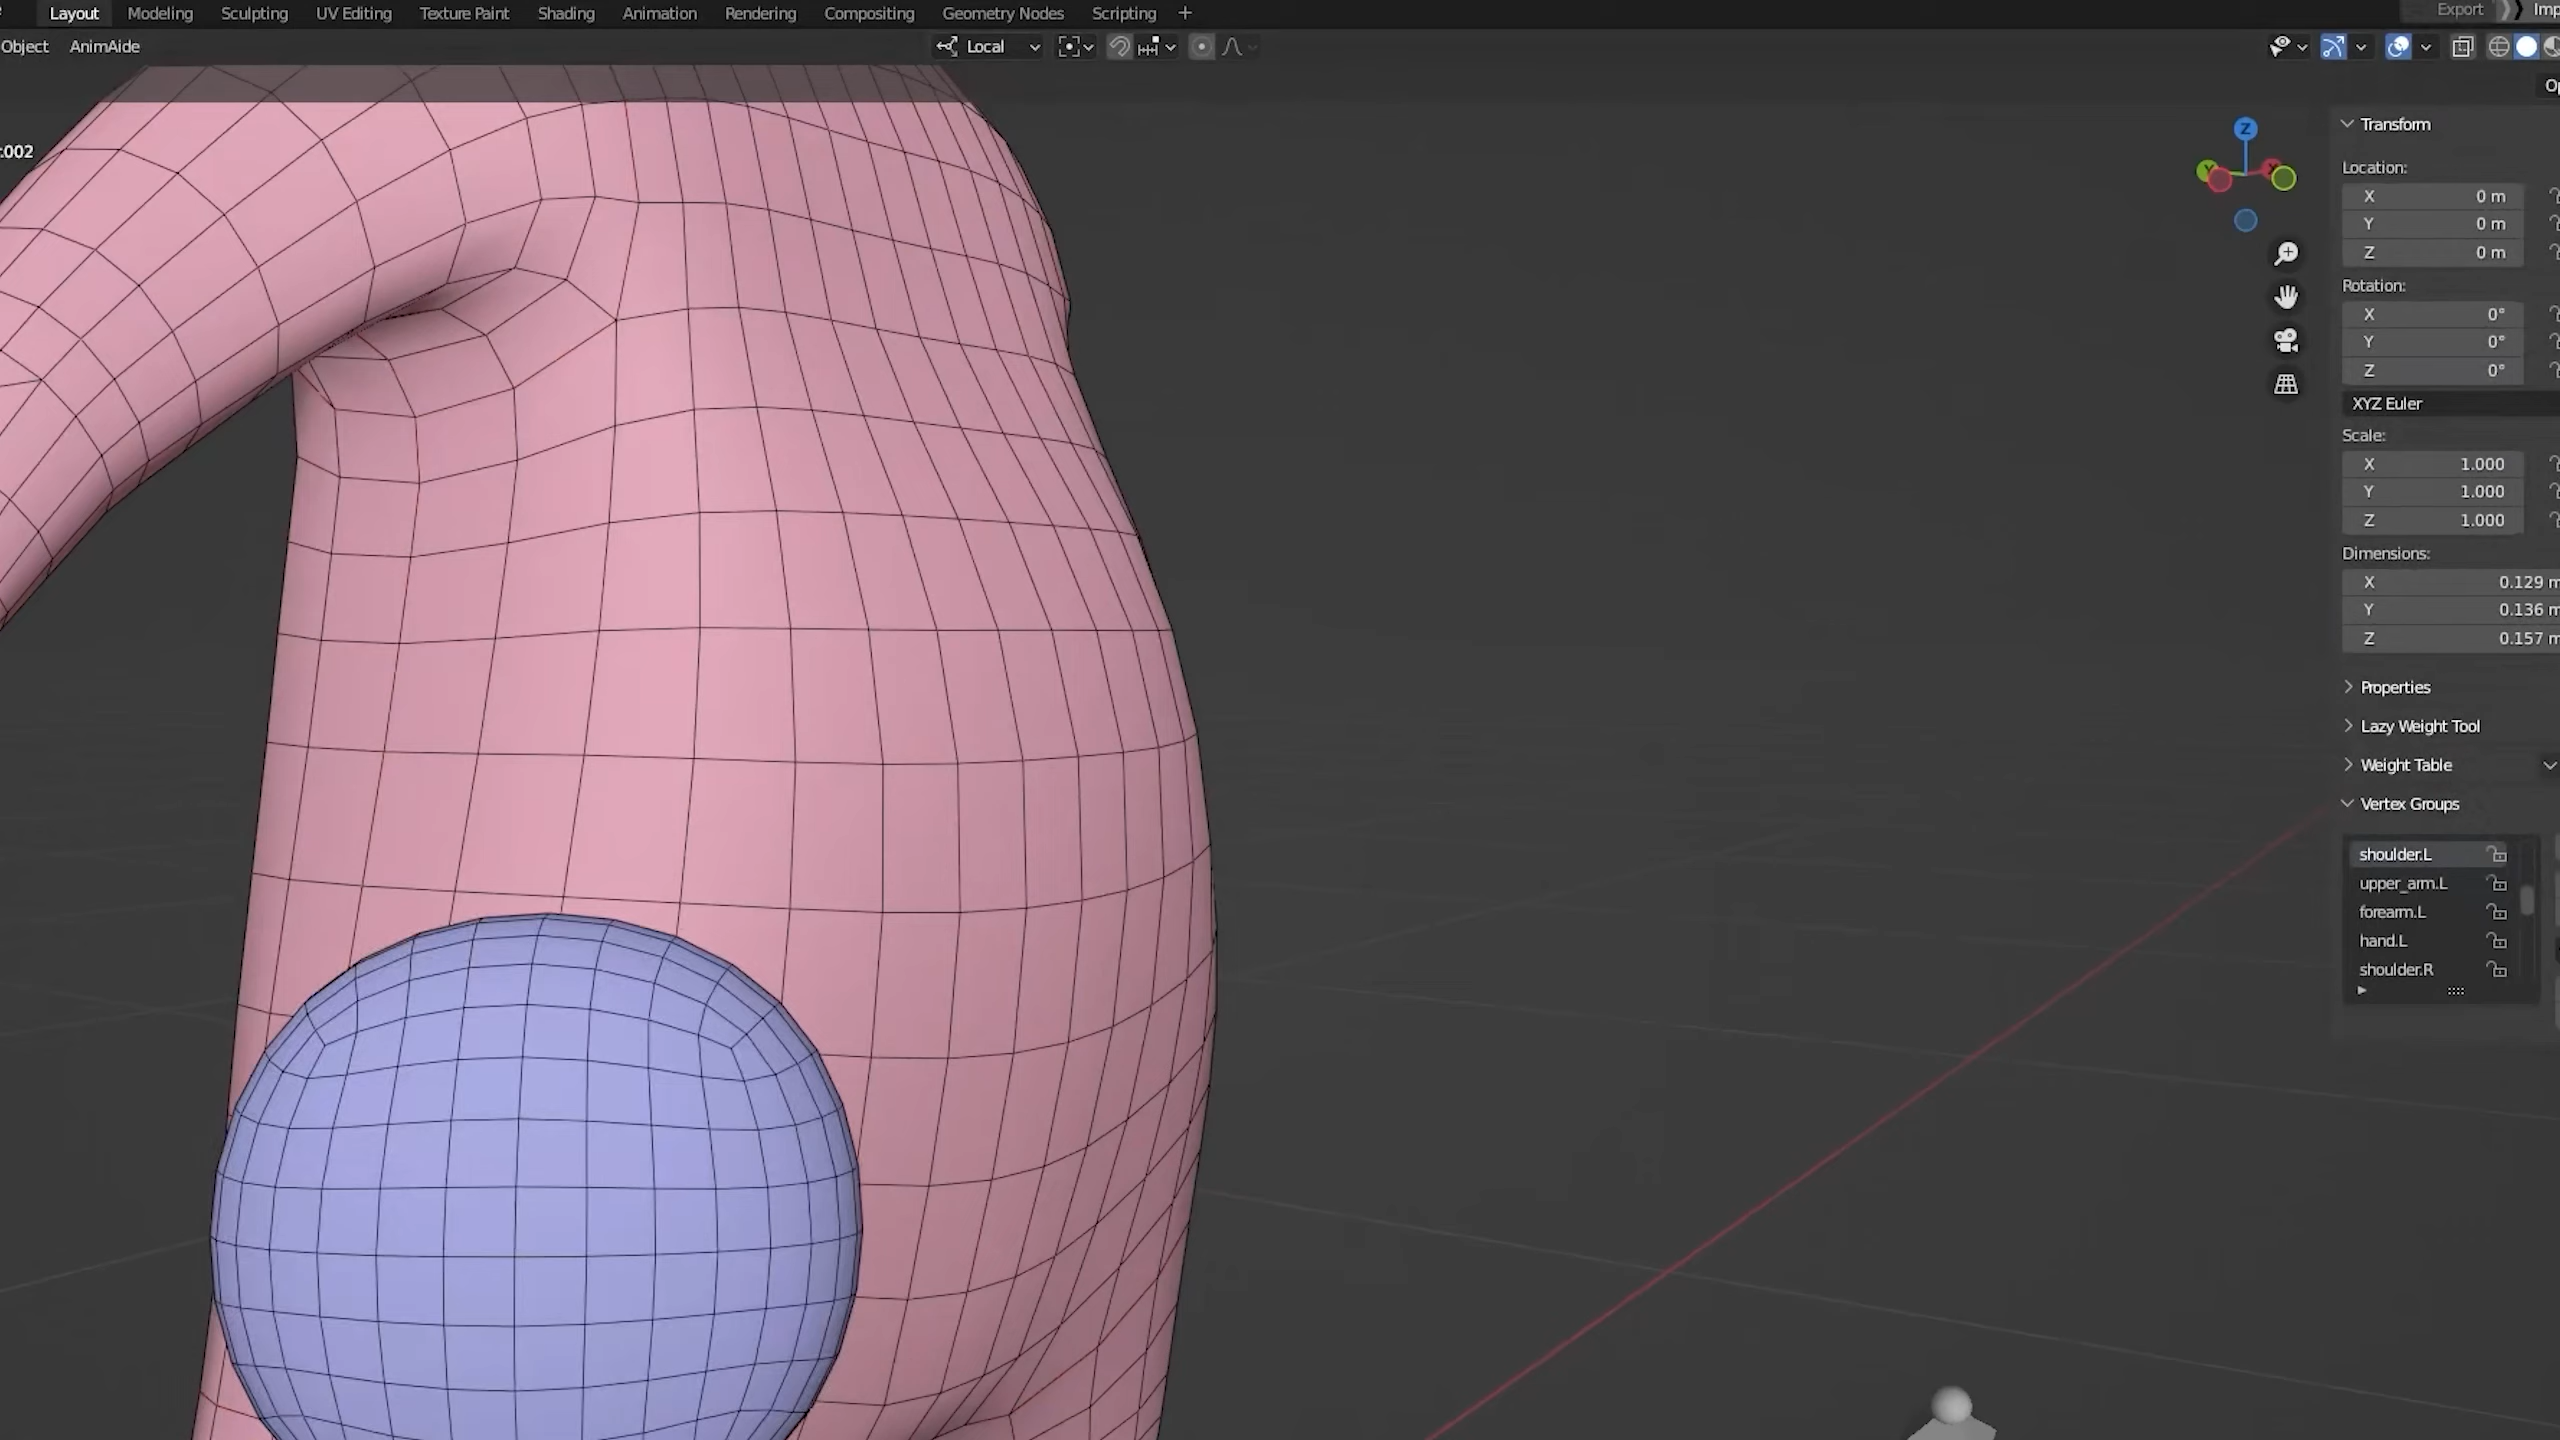 Layout Modeling Sculpting UV Editing Texture Paint Shading Animation Rendering Compositing Geometry Nodes Scripting + Export
Object AnimAide Local
Transform
.002
Z
Location:
X 0 m
Y 0 m
Z 0 m
Rotation:
X 0°
Y 0°
Z 0°
XYZ Euler
Scale:
X 1.000
Y 1.000
Z 1.000
Dimensions:
X 0.129 m
Y 0.136 m
Z 0.157 m
Properties
Lazy Weight Tool
Weight Table
Vertex Groups
shoulder.L
upper_arm.L
forearm.L
hand.L
shoulder.R